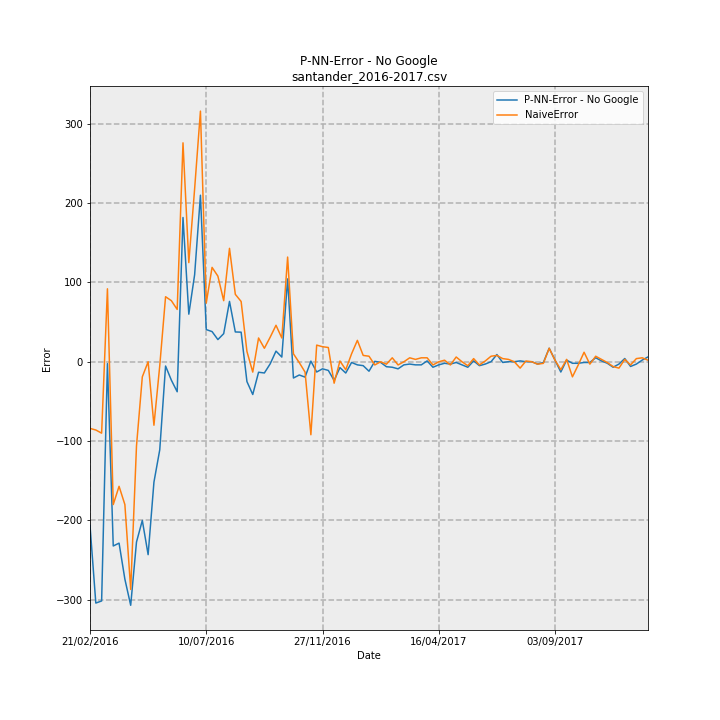 P-NN-Error - No Google
santander_2016-2017.csv
P-NN-Error - No Google
NaiveError
Error
300
200
100
0
−100
−200
−300
21/02/2016
10/07/2016
27/11/2016
16/04/2017
03/09/2017
Date